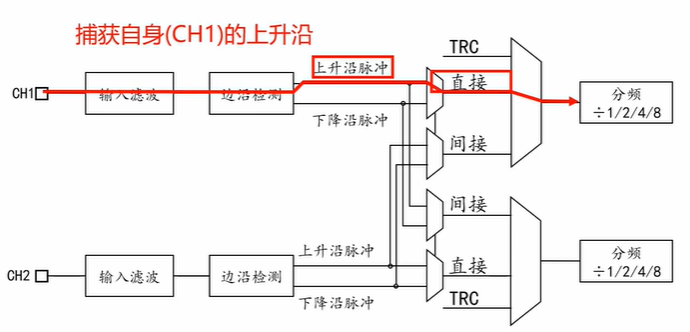 捕获自身(CH1)的上升沿
TRC
上升沿脉冲
直接
CH1
输入滤波
边沿检测
分频
÷1/2/4/8
下降沿脉冲
间接
间接
上升沿脉冲
CH2
输入滤波
边沿检测
直接
分频
÷1/2/4/8
下降沿脉冲
TRC